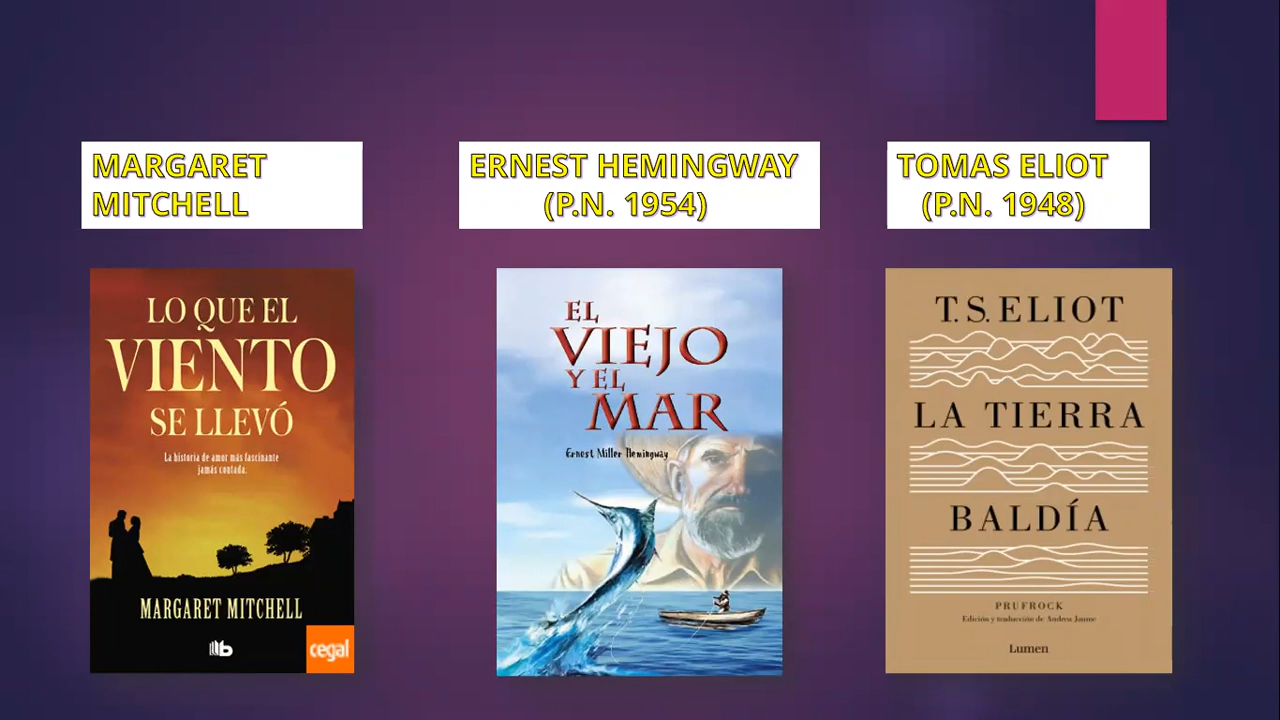 MARGARET
MITCHELL
ERNEST HEMINGWAY
(P.N. 1954)
TOMAS ELIOT
(P.N. 1948)
LO QUE EL
VIENTO
SE LLEVÓ
La historia de amor más fascinante
jamás contada.
MARGARET MITCHELL
b
cegal
EL
VIEJO
Y EL
MAR
Ernest Miller Hemingway
T. S. ELIOT
LA TIERRA
BALDÍA
PRUFROCK
Edición y traducción de Andreu Jaume
Lumen